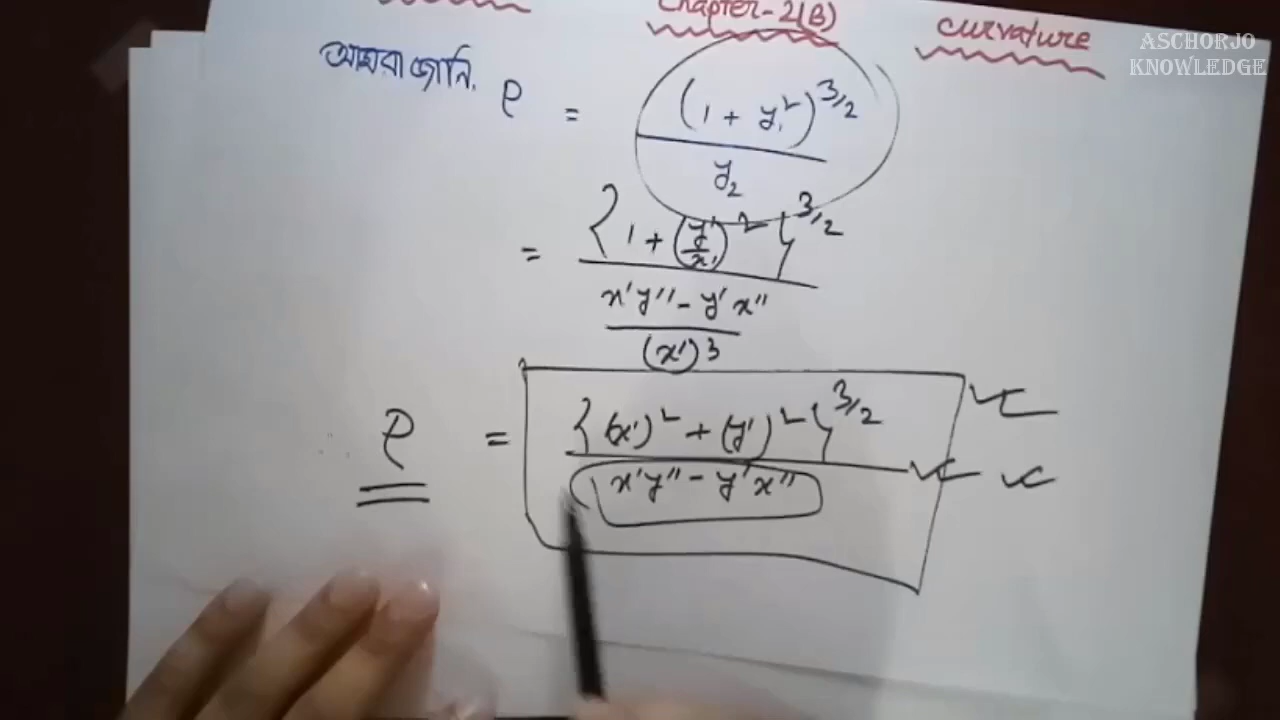 Chapter-2(B) curvature
ASCHORJO
KNOWLEDGE
আমরা জানি, ρ = (1 + y₁²)^3/2 / y₂
= {1 + (y'/x')²}^3/2 / ((x'y'' - y'x'') / (x')³)
ρ = {(x')² + (y')²}^3/2 / (x'y'' - y'x'')